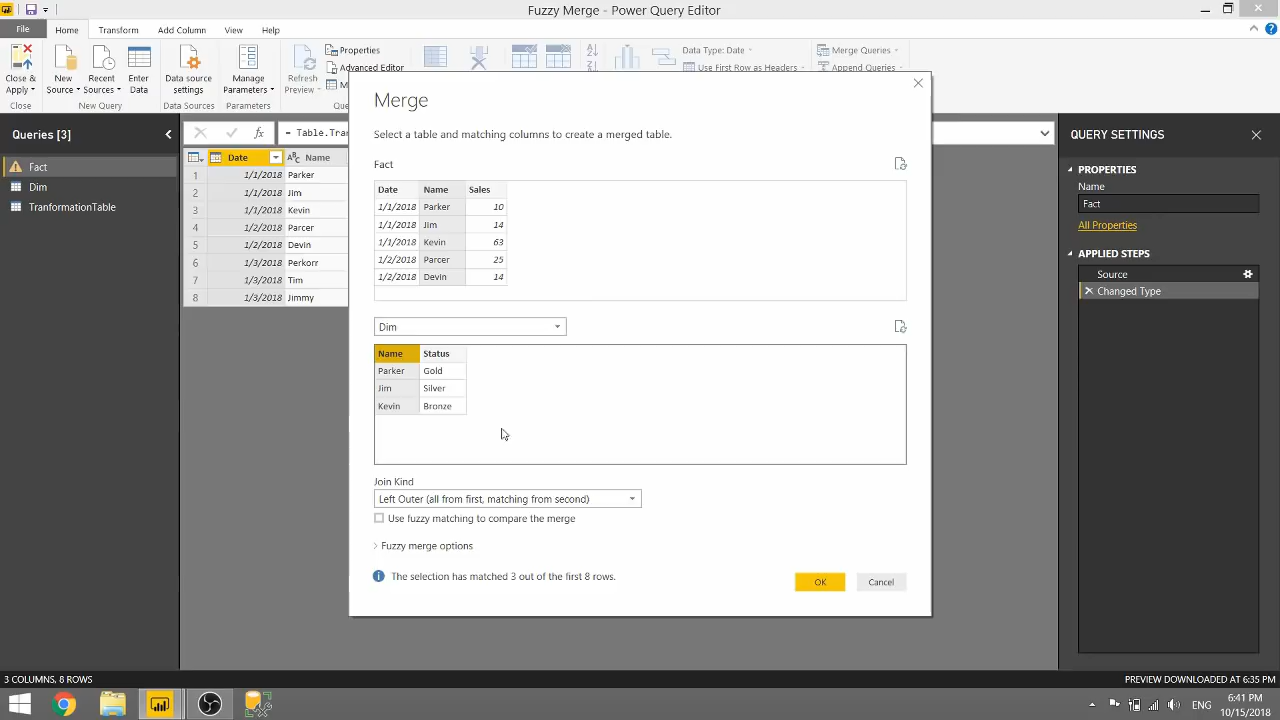 Fuzzy Merge - Power Query Editor
File Home Transform Add Column View Help
Close & Apply New Source Recent Sources Enter Data Data source settings Manage Parameters Refresh Preview Properties Advanced Editor Data Type: Date Use First Row as Headers Merge Queries Append Queries
Close New Query Data Sources Parameters
Queries [3]
Fact
Dim
TranformationTable
= Table.Tra
Date Name
1 1/1/2018 Parker
2 1/1/2018 Jim
3 1/1/2018 Kevin
4 1/2/2018 Parcer
5 1/2/2018 Devin
6 1/3/2018 Perkorr
7 1/3/2018 Tim
8 1/3/2018 Jimmy
Merge
Select a table and matching columns to create a merged table.
Fact
Date Name Sales
1/1/2018 Parker 10
1/1/2018 Jim 14
1/1/2018 Kevin 63
1/2/2018 Parcer 25
1/2/2018 Devin 14
Dim
Name Status
Parker Gold
Jim Silver
Kevin Bronze
Join Kind
Left Outer (all from first, matching from second)
Use fuzzy matching to compare the merge
Fuzzy merge options
The selection has matched 3 out of the first 8 rows.
OK Cancel
QUERY SETTINGS
PROPERTIES
Name
Fact
All Properties
APPLIED STEPS
Source
Changed Type
3 COLUMNS, 8 ROWS
PREVIEW DOWNLOADED AT 6:35 PM
ENG
6:41 PM
10/15/2018